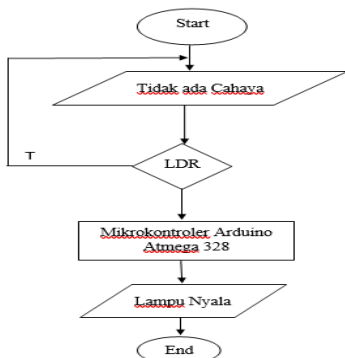 Start
Tidak ada Cahaya
T
LDR
Mikrokontroler Arduino
Atmega 328
Lampu Nyala
End